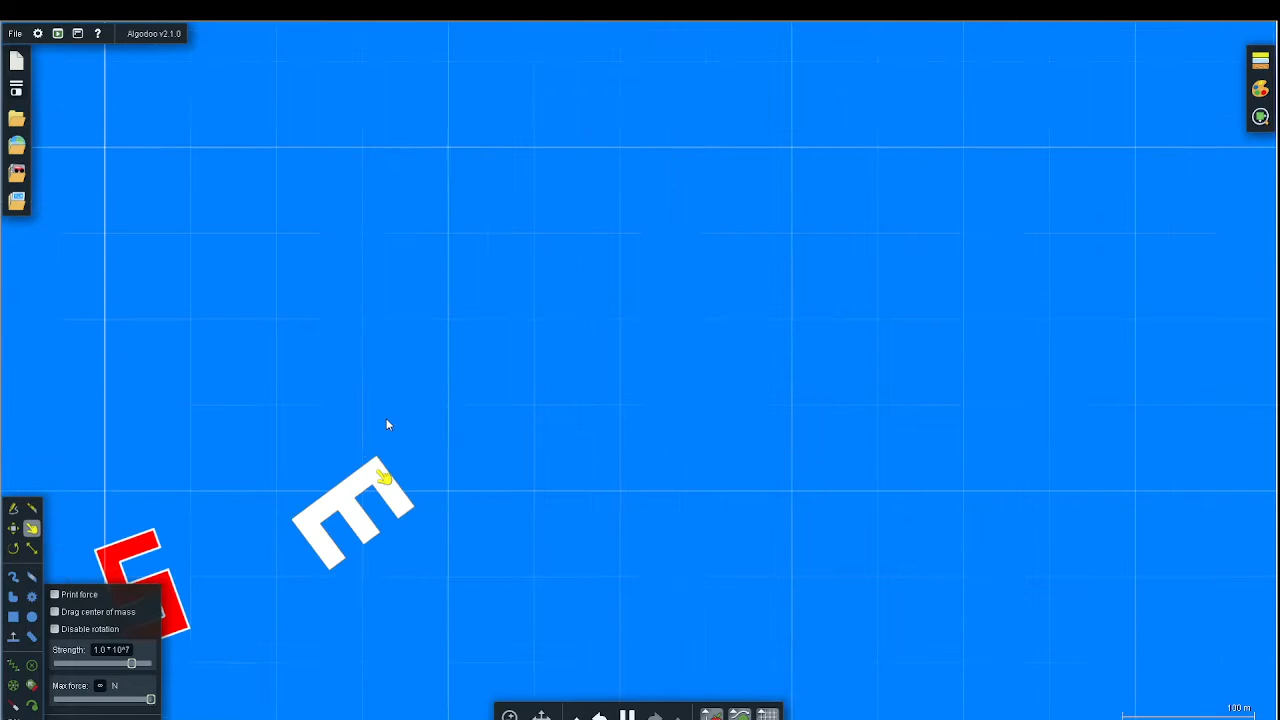 File ? Algodoo v2.1.0
E
5
Print force
Drag center of mass
Disable rotation
Strength: 1.0 * 10^7
Max force: ∞ N
100 m